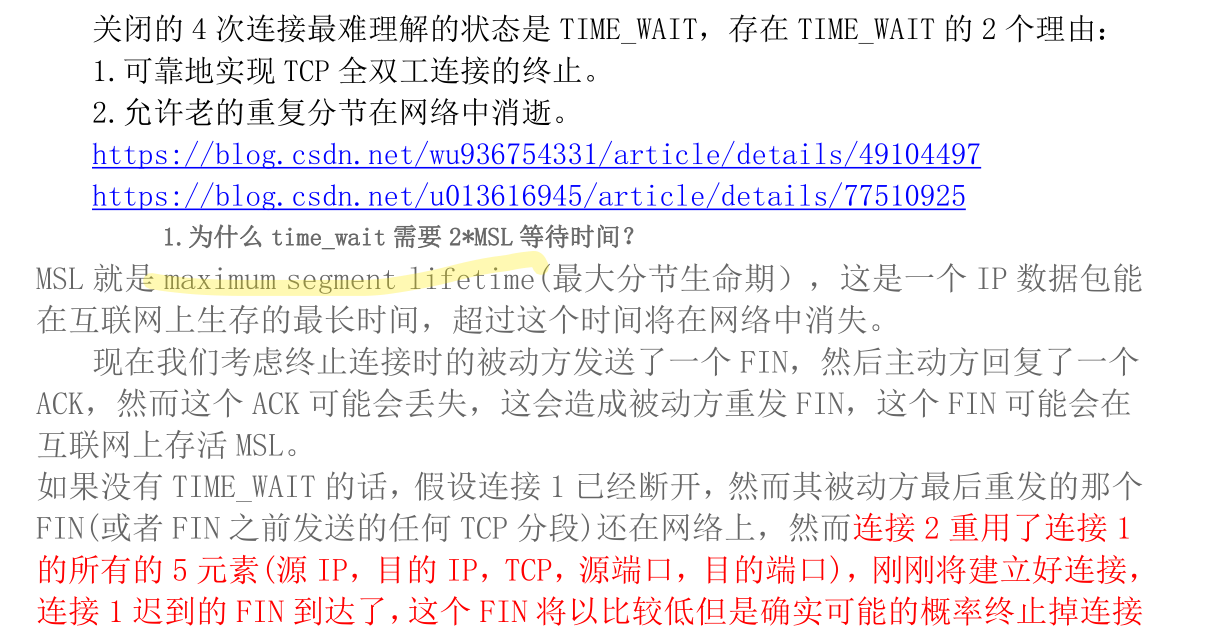 关闭的 4 次连接最难理解的状态是 TIME_WAIT，存在 TIME_WAIT 的 2 个理由：
1.可靠地实现 TCP 全双工连接的终止。
2.允许老的重复分节在网络中消逝。
https://blog.csdn.net/wu936754331/article/details/49104497
https://blog.csdn.net/u013616945/article/details/77510925
1.为什么 time_wait 需要 2*MSL 等待时间？
MSL 就是 maximum segment lifetime(最大分节生命期），这是一个 IP 数据包能
在互联网上生存的最长时间，超过这个时间将在网络中消失。
现在我们考虑终止连接时的被动方发送了一个 FIN，然后主动方回复了一个
ACK，然而这个 ACK 可能会丢失，这会造成被动方重发 FIN，这个 FIN 可能会在
互联网上存活 MSL。
如果没有 TIME_WAIT 的话，假设连接 1 已经断开，然而其被动方最后重发的那个
FIN(或者 FIN 之前发送的任何 TCP 分段)还在网络上，然而连接 2 重用了连接 1
的所有的 5 元素(源 IP，目的 IP，TCP，源端口，目的端口)，刚刚将建立好连接，
连接 1 迟到的 FIN 到达了，这个 FIN 将以比较低但是确实可能的概率终止掉连接